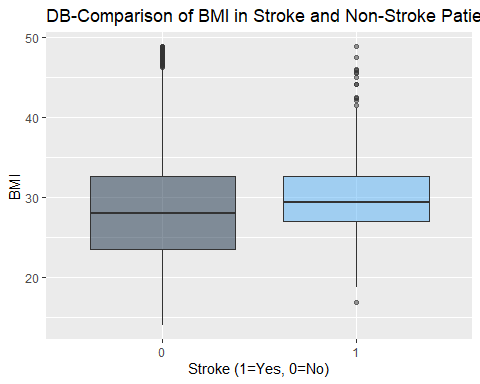 DB-Comparison of BMI in Stroke and Non-Stroke Patie
50
40
30
20
BMI
0
1
Stroke (1=Yes, 0=No)